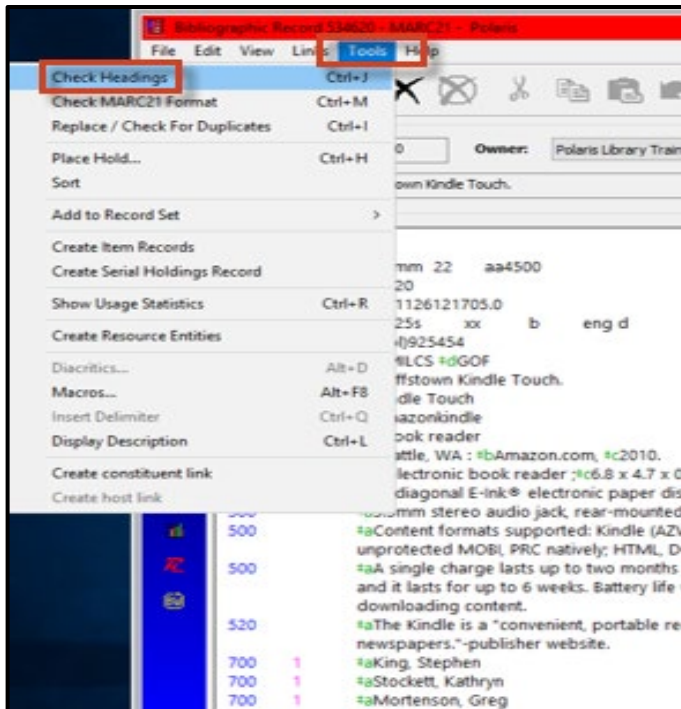 Bibliographic Record 534620 - MARC21 - Polaris
File Edit View Links Tools Help
Check Headings Ctrl+J
Check MARC21 Format Ctrl+M
Replace / Check For Duplicates Ctrl+I
Place Hold... Ctrl+H
Owner: Polaris Library Train
Sort
own Kindle Touch.
Add to Record Set >
Create Item Records
Create Serial Holdings Record
mm 22 aa4500
20
Show Usage Statistics Ctrl+R
1126121705.0
25s xx b eng d
Create Resource Entities
)925454
MILCS ‡dGOF
Diacritics... Alt+D
ffstown Kindle Touch.
Macros... Alt+F8
dle Touch
Insert Delimiter Ctrl+Q
azonkindle
Display Description Ctrl+L
ook reader
attle, WA : ‡bAmazon.com, ‡c2010.
Create constituent link
lectronic book reader ;‡c6.8 x 4.7 x 0
Create host link
diagonal E-Ink® electronic paper dis
500 ‡a3.5mm stereo audio jack, rear-mounted
500 ‡aContent formats supported: Kindle (AZ
unprotected MOBI, PRC natively; HTML, D
500 ‡aA single charge lasts up to two months
and it lasts for up to 6 weeks. Battery life
downloading content.
520 ‡aThe Kindle is a "convenient, portable re
newspapers."-publisher website.
700 1 ‡aKing, Stephen
700 1 ‡aStockett, Kathryn
700 1 ‡aMortenson, Greg